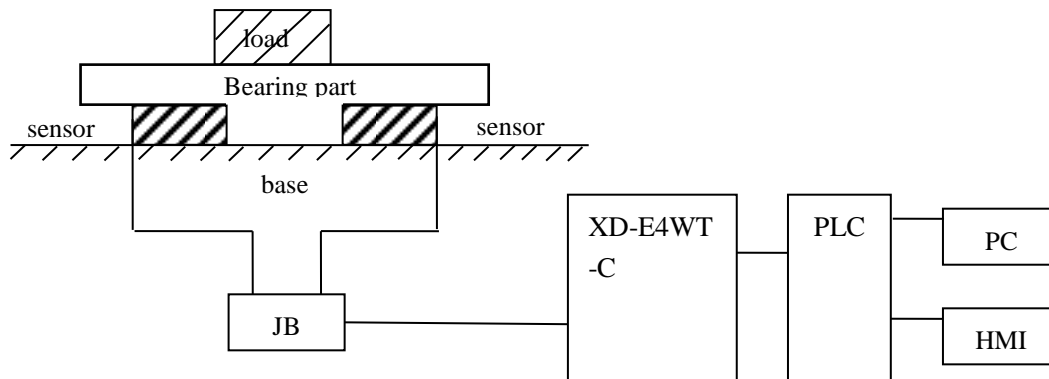 load
Bearing part
sensor
sensor
base
XD-E4WT
-C
PLC
PC
JB
HMI